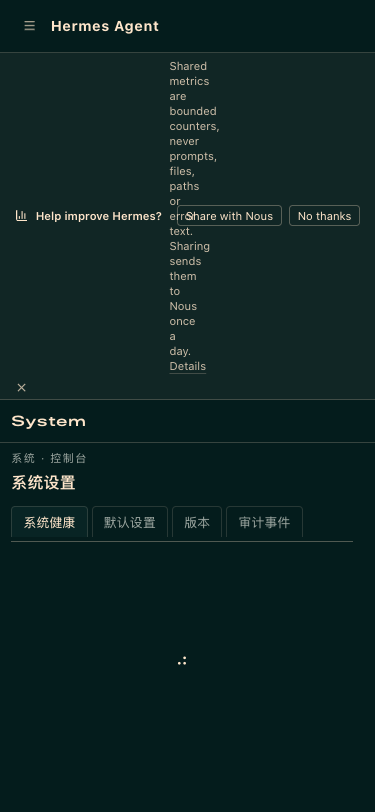 Hermes Agent
Shared
metrics
are
bounded
counters,
never
prompts,
files,
paths
or
Help improve Hermes?
error
Share with Nous
No thanks
text.
Sharing
sends
them
to
Nous
once
a
day.
Details
System
系统 · 控制台
系统设置
系统健康
默认设置
版本
审计事件